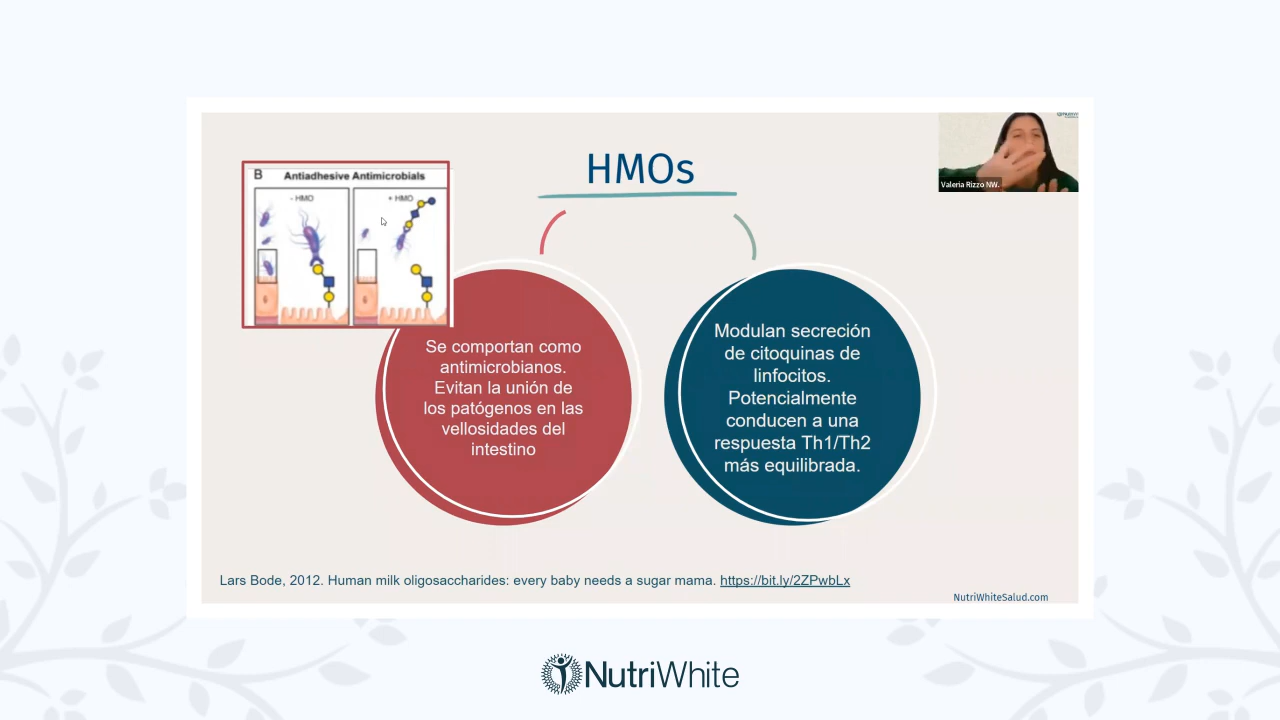 HMOs
Valeria Rizzo NW.
B Antiadhesive Antimicrobials
- HMO
+ HMO
Se comportan como
antimicrobianos.
Evitan la unión de
los patógenos en las
vellosidades del
intestino
Modulan secreción
de citoquinas de
linfocitos.
Potencialmente
conducen a una
respuesta Th1/Th2
más equilibrada.
Lars Bode, 2012. Human milk oligosaccharides: every baby needs a sugar mama. https://bit.ly/2ZPwbLx
NutriWhiteSalud.com
NutriWhite